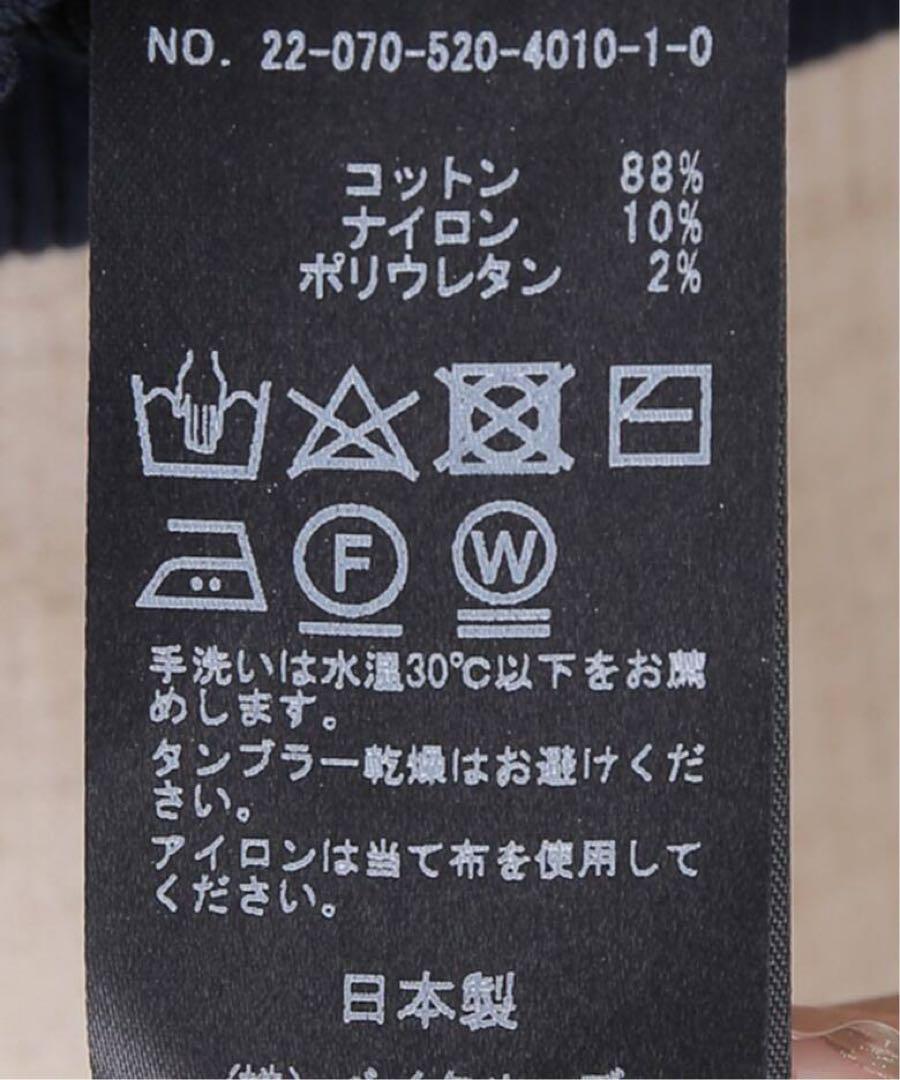 NO. 22-070-520-4010-1-0
コットン 88%
ナイロン 10%
ポリウレタン 2%
F W
手洗いは水温30℃以下をお薦
めします。
タンブラー乾燥はお避けくだ
さい。
アイロンは当て布を使用して
ください。
日本製